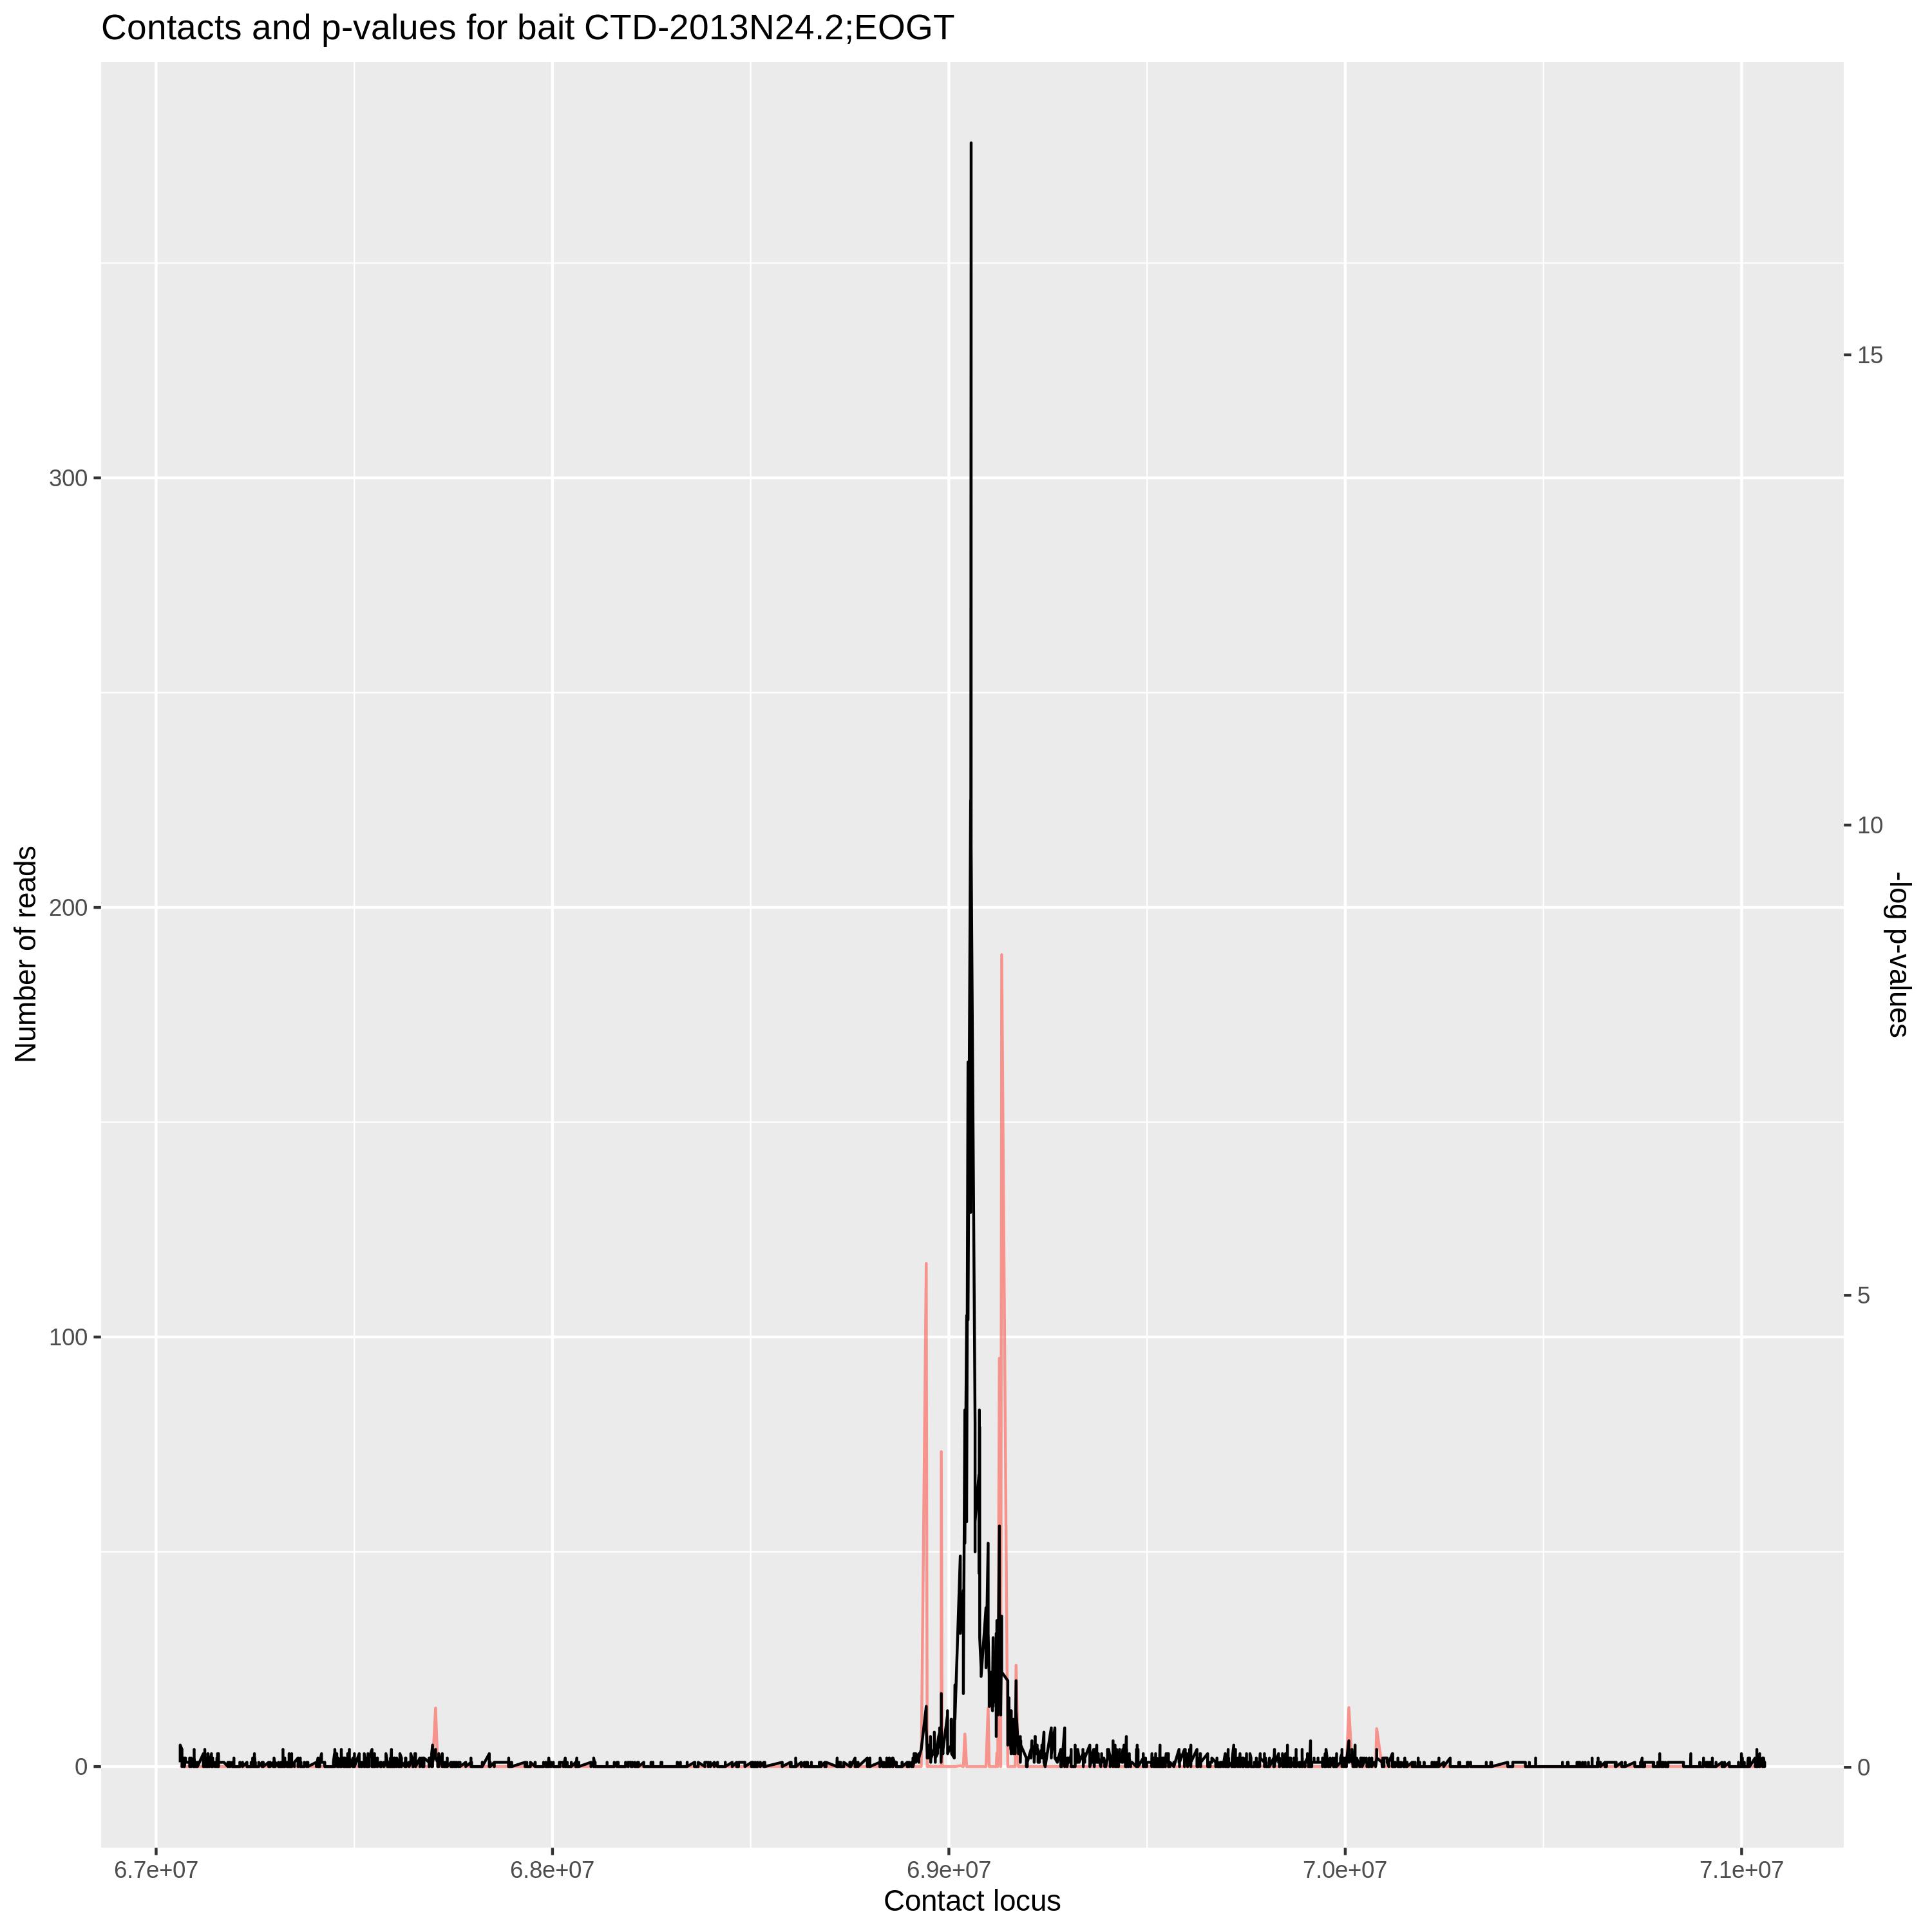 Contacts and p-values for bait CTD-2013N24.2;EOGT
Number of reads
300
200
100
0
15
10
5
0
-log p-values
6.7e+07 6.8e+07 6.9e+07 7.0e+07 7.1e+07
Contact locus